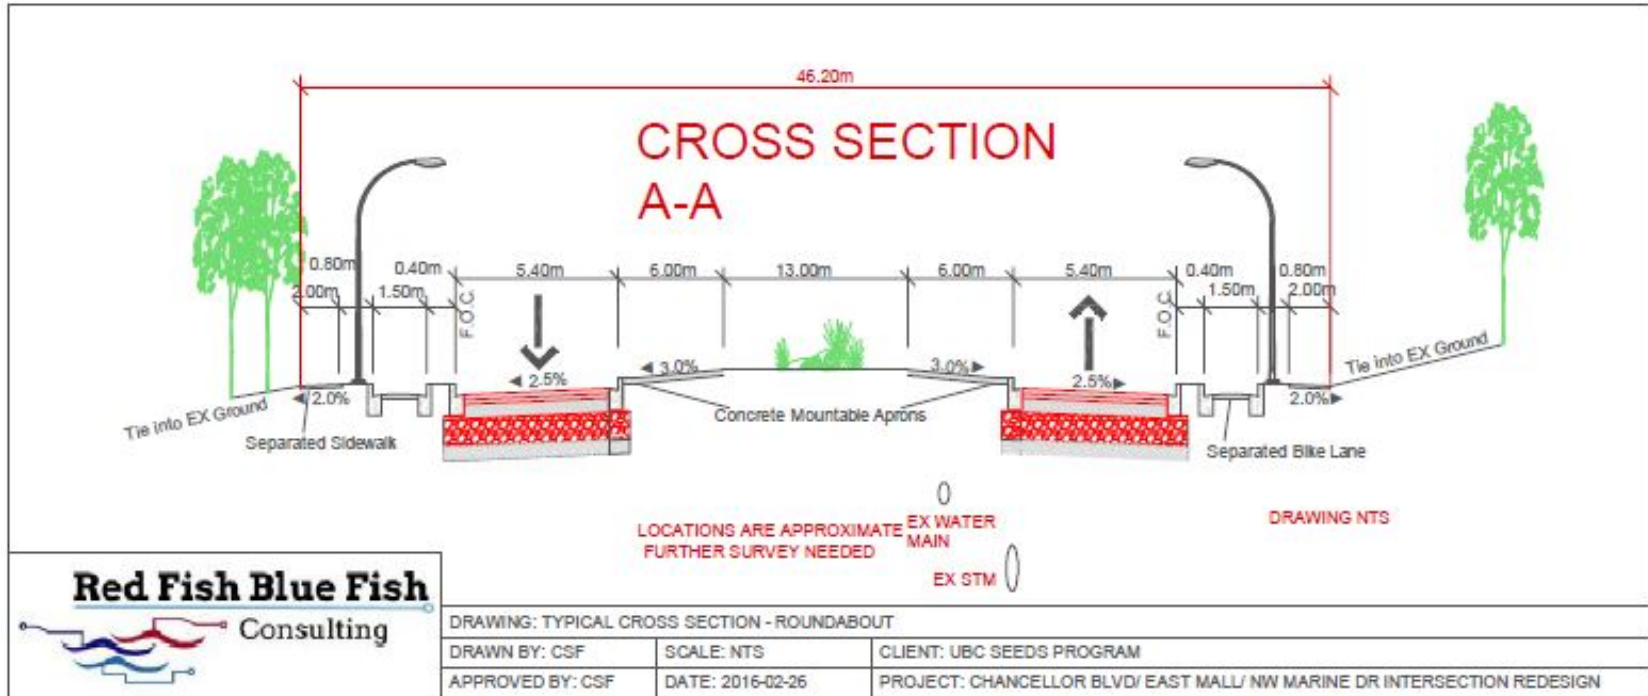 46.20m
CROSS SECTION
A-A
0.80m 0.40m 5.40m 6.00m 13.00m 6.00m 5.40m 0.40m 0.80m
2.00m 1.50m F.O.C. F.O.C. 1.50m 2.00m
Tie into EX Ground
3.0% 3.0%
2.5% 2.5%
2.0% 2.0%
Tie into EX Ground
Concrete Mountable Aprons
Separated Sidewalk
Separated Bike Lane
LOCATIONS ARE APPROXIMATE
FURTHER SURVEY NEEDED
EX WATER
MAIN
DRAWING NTS
EX STM
Red Fish Blue Fish
Consulting
DRAWING: TYPICAL CROSS SECTION - ROUNDABOUT
DRAWN BY: CSF SCALE: NTS CLIENT: UBC SEEDS PROGRAM
APPROVED BY: CSF DATE: 2016-02-26 PROJECT: CHANCELLOR BLVD/ EAST MALL/ NW MARINE DR INTERSECTION REDESIGN